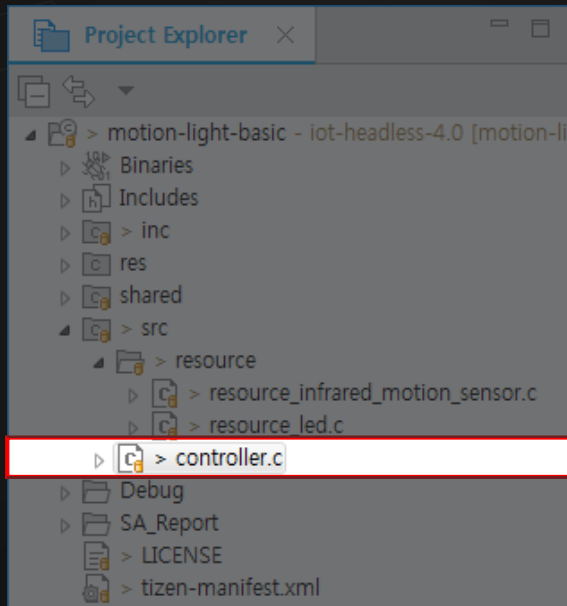 Project Explorer
> motion-light-basic - iot-headless-4.0 [motion-li
Binaries
Includes
> inc
res
shared
> src
> resource
> resource_infrared_motion_sensor.c
> resource_led.c
> controller.c
Debug
SA_Report
> LICENSE
> tizen-manifest.xml